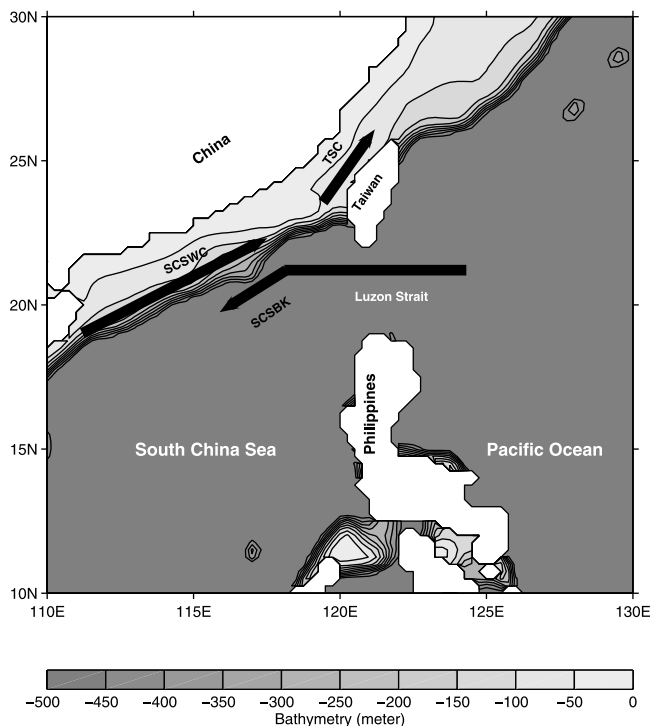 30N
25N
20N
15N
10N
China
TSC
Taiwan
SCSWC
SCSBK
Luzon Strait
Philippines
South China Sea
Pacific Ocean
110E 115E 120E 125E 130E
−500 −450 −400 −350 −300 −250 −200 −150 −100 −50 0
Bathymetry (meter)